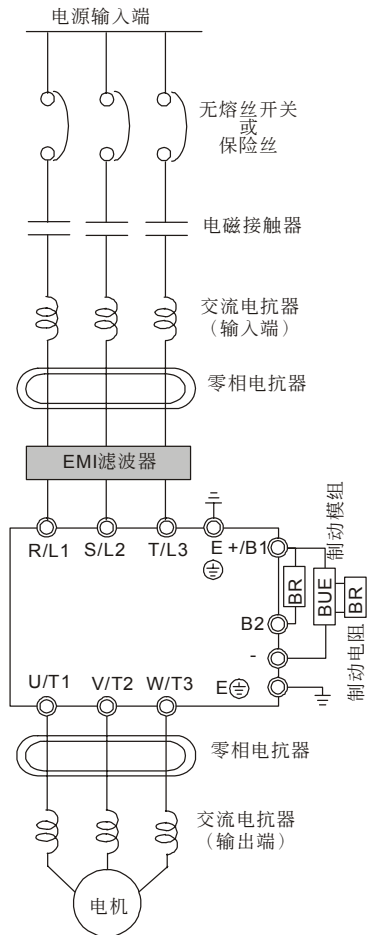 电源输入端
无熔丝开关
或
保险丝
电磁接触器
交流电抗器
（输入端）
零相电抗器
EMI滤波器
R/L1 S/L2 T/L3 E +/B1
制动模组
BR
BUE
BR
B2
-
制动电阻
U/T1 V/T2 W/T3 E
零相电抗器
交流电抗器
（输出端）
电机